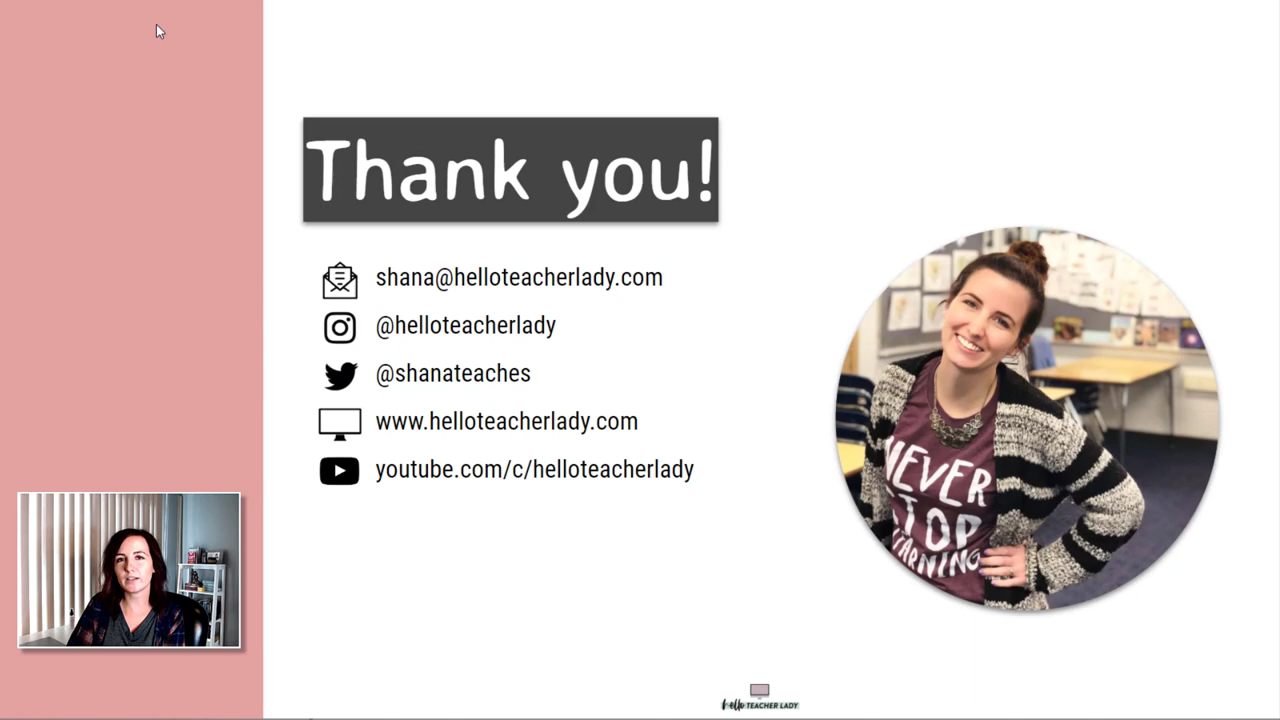 Thank you!
shana@helloteacherlady.com
@helloteacherlady
@shanateaches
www.helloteacherlady.com
youtube.com/c/helloteacherlady
NEVER
STOP
LEARNING
hello TEACHER LADY